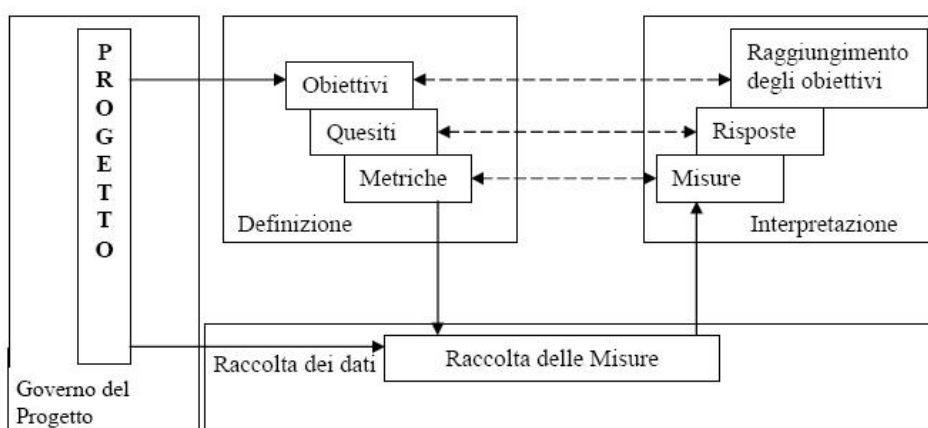 PROGETTO
Obiettivi
Quesiti
Metriche
Definizione
Raggiungimento
degli obiettivi
Risposte
Misure
Interpretazione
Raccolta dei dati
Raccolta delle Misure
Governo del
Progetto